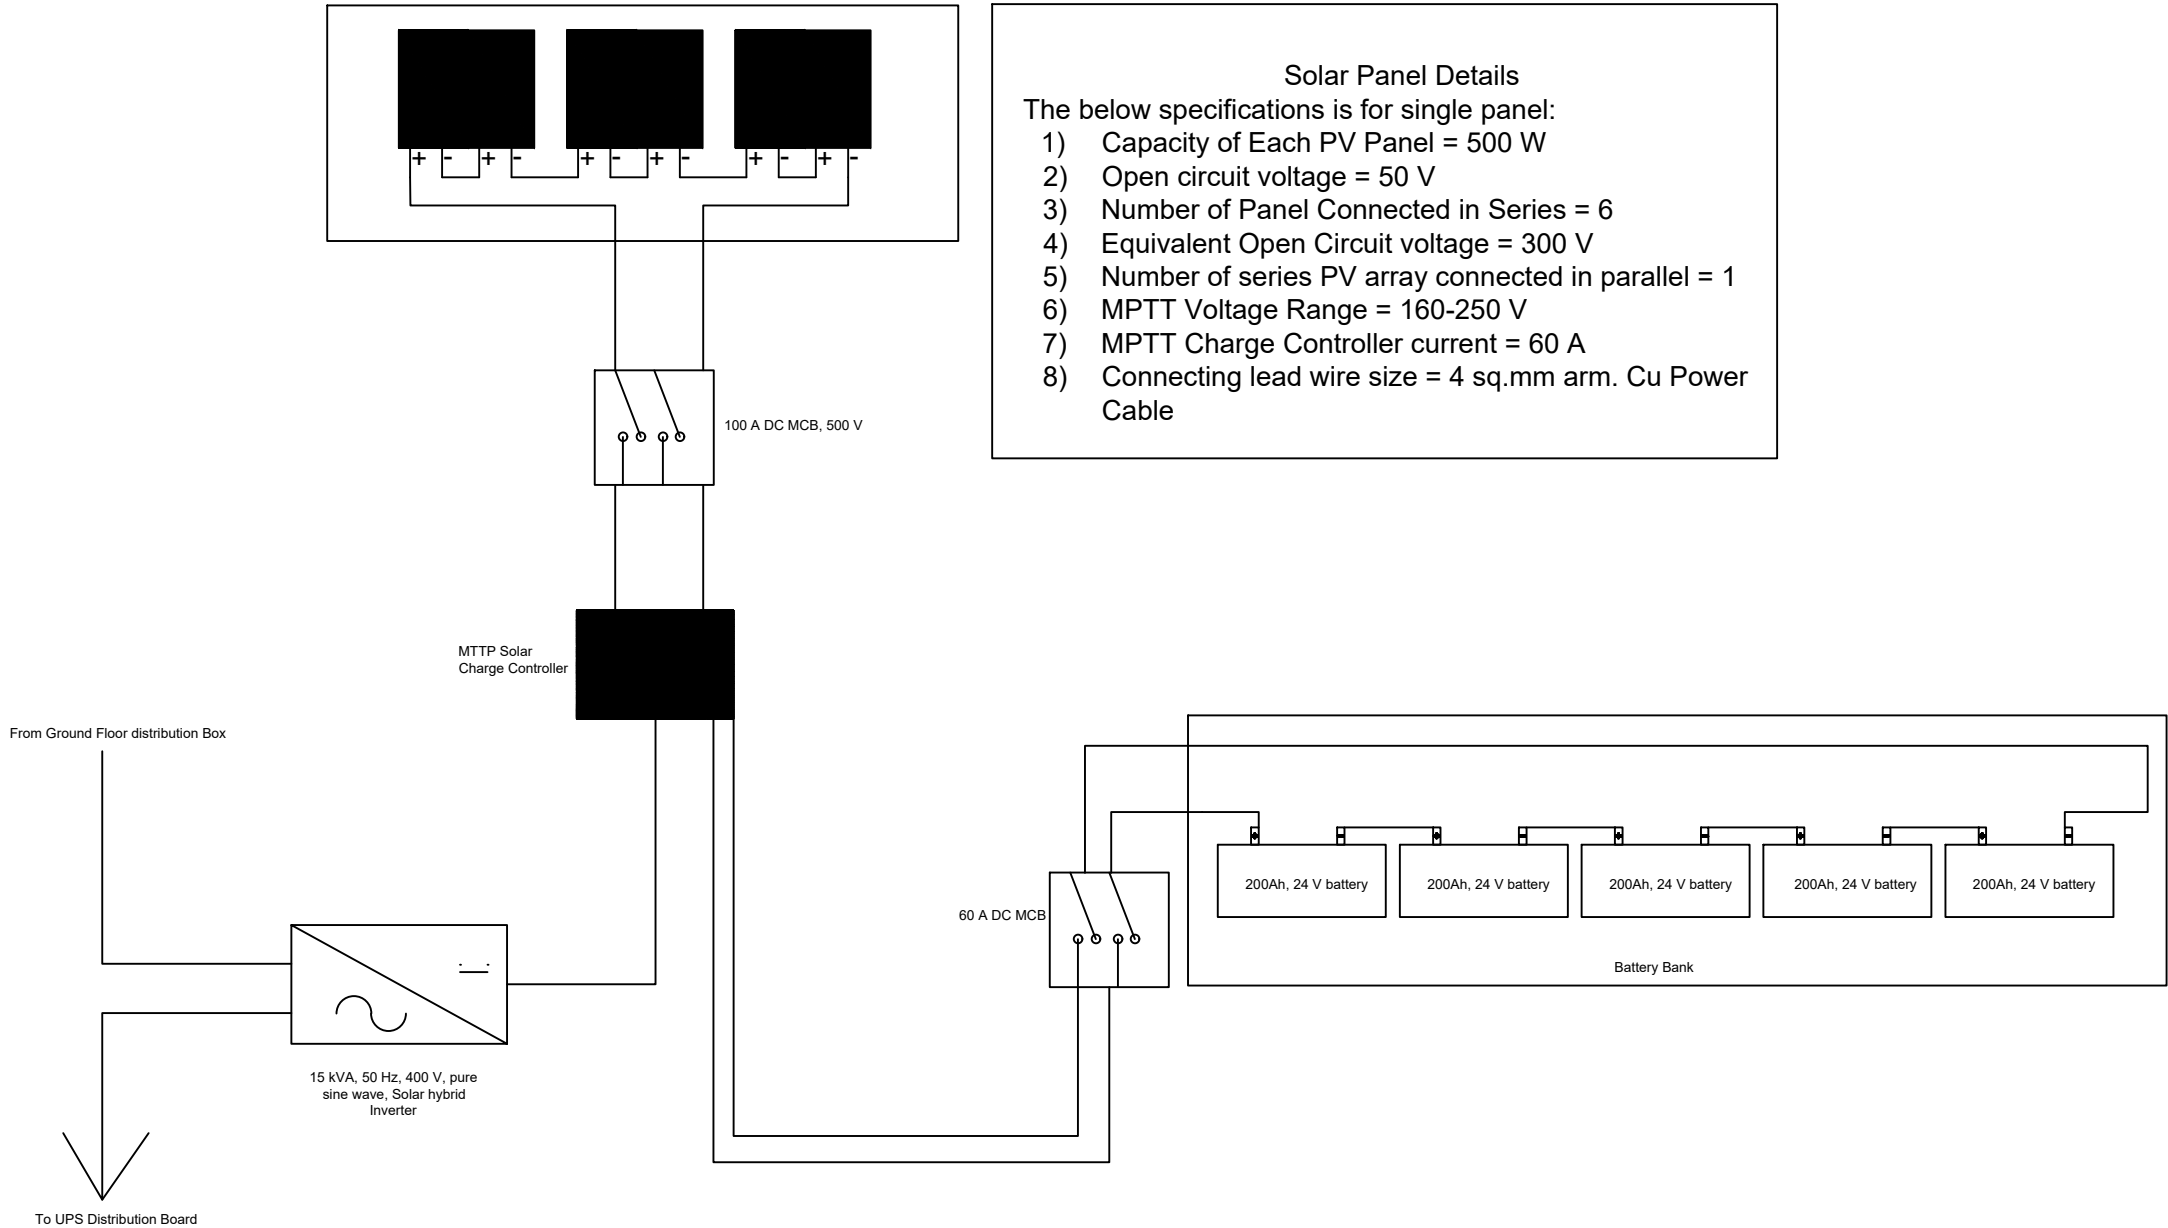 Solar Panel Details
The below specifications is for single panel:
1) Capacity of Each PV Panel = 500 W
2) Open circuit voltage = 50 V
3) Number of Panel Connected in Series = 6
4) Equivalent Open Circuit voltage = 300 V
5) Number of series PV array connected in parallel = 1
6) MPTT Voltage Range = 160-250 V
7) MPTT Charge Controller current = 60 A
8) Connecting lead wire size = 4 sq.mm arm. Cu Power
Cable
+ - + - + - + - + - + -
100 A DC MCB, 500 V
MTTP Solar
Charge Controller
From Ground Floor distribution Box
60 A DC MCB
200Ah, 24 V battery
200Ah, 24 V battery
200Ah, 24 V battery
200Ah, 24 V battery
200Ah, 24 V battery
Battery Bank
15 kVA, 50 Hz, 400 V, pure
sine wave, Solar hybrid
Inverter
To UPS Distribution Board